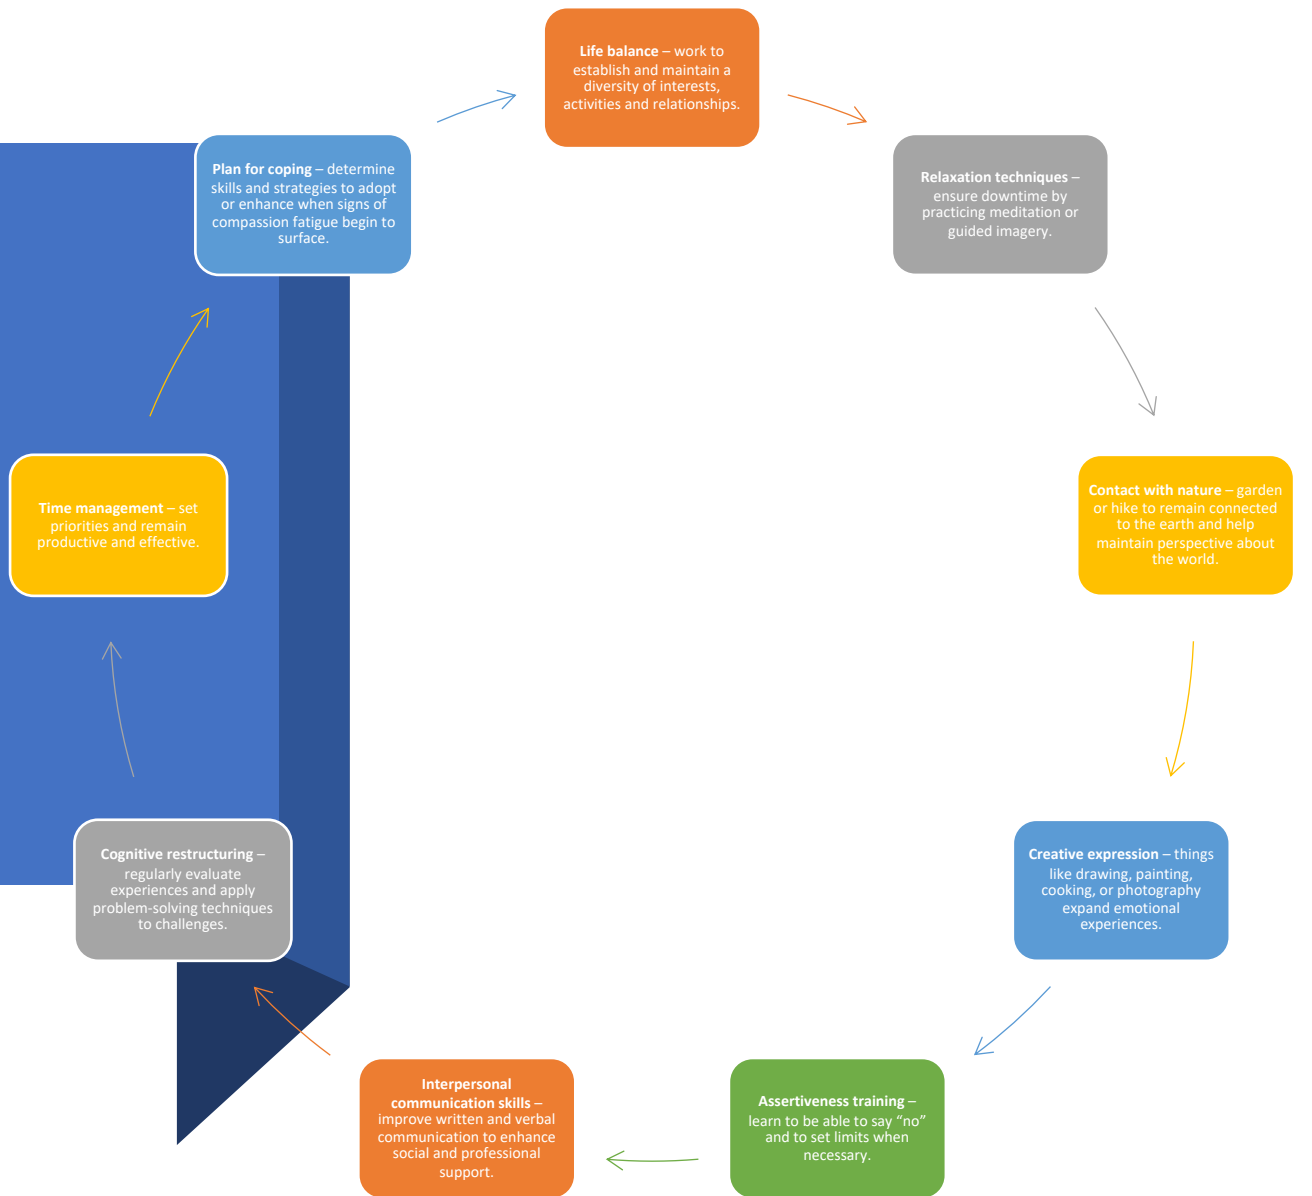 Life balance – work to
establish and maintain a
diversity of interests,
activities and relationships.
Relaxation techniques –
ensure downtime by
practicing meditation or
guided imagery.
Contact with nature – garden
or hike to remain connected
to the earth and help
maintain perspective about
the world.
Creative expression – things
like drawing, painting,
cooking, or photography
expand emotional
experiences.
Assertiveness training –
learn to be able to say “no”
and to set limits when
necessary.
Interpersonal
communication skills –
improve written and verbal
communication to enhance
social and professional
support.
Cognitive restructuring –
regularly evaluate
experiences and apply
problem-solving techniques
to challenges.
Time management – set
priorities and remain
productive and effective.
Plan for coping – determine
skills and strategies to adopt
or enhance when signs of
compassion fatigue begin to
surface.